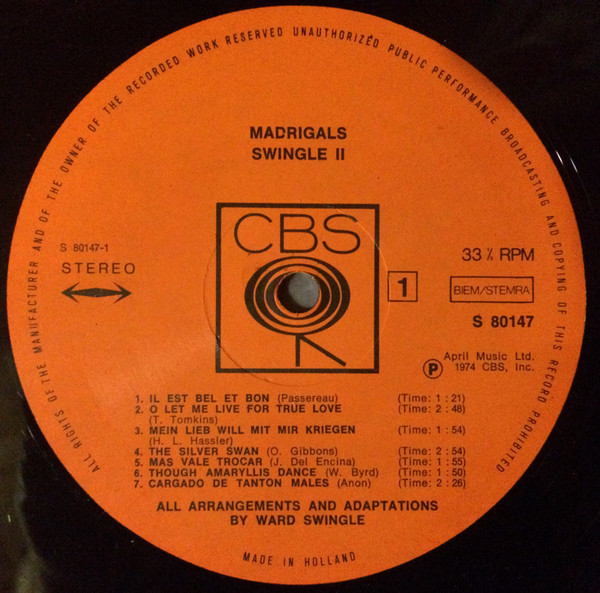 ALL RIGHTS OF THE MANUFACTURER AND OF THE OWNER OF THE RECORDED WORK RESERVED UNAUTHORIZED PUBLIC PERFORMANCE BROADCASTING AND COPYING OF THIS RECORD PROHIBITED
MADRIGALS
SWINGLE II
CBS
S 80147-1
STEREO
33⅓ RPM
1
BIEM/STEMRA
S 80147
Ⓟ April Music Ltd.
1974 CBS, Inc.
1. IL EST BEL ET BON (Passereau) (Time: 1 : 21)
2. O LET ME LIVE FOR TRUE LOVE (Time: 2 : 48)
(T. Tomkins)
3. MEIN LIEB WILL MIT MIR KRIEGEN (Time: 1 : 54)
(H. L. Hassler)
4. THE SILVER SWAN (O. Gibbons) (Time: 2 : 54)
5. MAS VALE TROCAR (J. Del Encina) (Time: 1 : 55)
6. THOUGH AMARYLLIS DANCE (W. Byrd) (Time: 1 : 50)
7. CARGADO DE TANTON MALES (Anon) (Time: 2 : 26)
ALL ARRANGEMENTS AND ADAPTATIONS
BY WARD SWINGLE
MADE IN HOLLAND